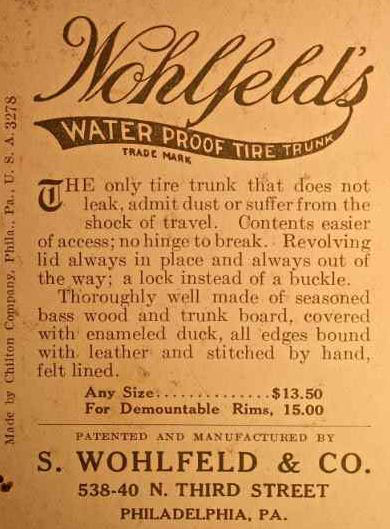 Wohlfeld's
WATER PROOF TIRE TRUNK
TRADE MARK
THE only tire trunk that does not
leak, admit dust or suffer from the
shock of travel. Contents easier
of access; no hinge to break. Revolving
lid always in place and always out of
the way; a lock instead of a buckle.
Thoroughly well made of seasoned
bass wood and trunk board, covered
with enameled duck, all edges bound
with leather and stitched by hand,
felt lined.
Any Size..............$13.50
For Demountable Rims, 15.00
PATENTED AND MANUFACTURED BY
S. WOHLFELD & CO.
538-40 N. THIRD STREET
PHILADELPHIA, PA.
Made by Chilton Company, Phila., Pa., U. S. A. 3278